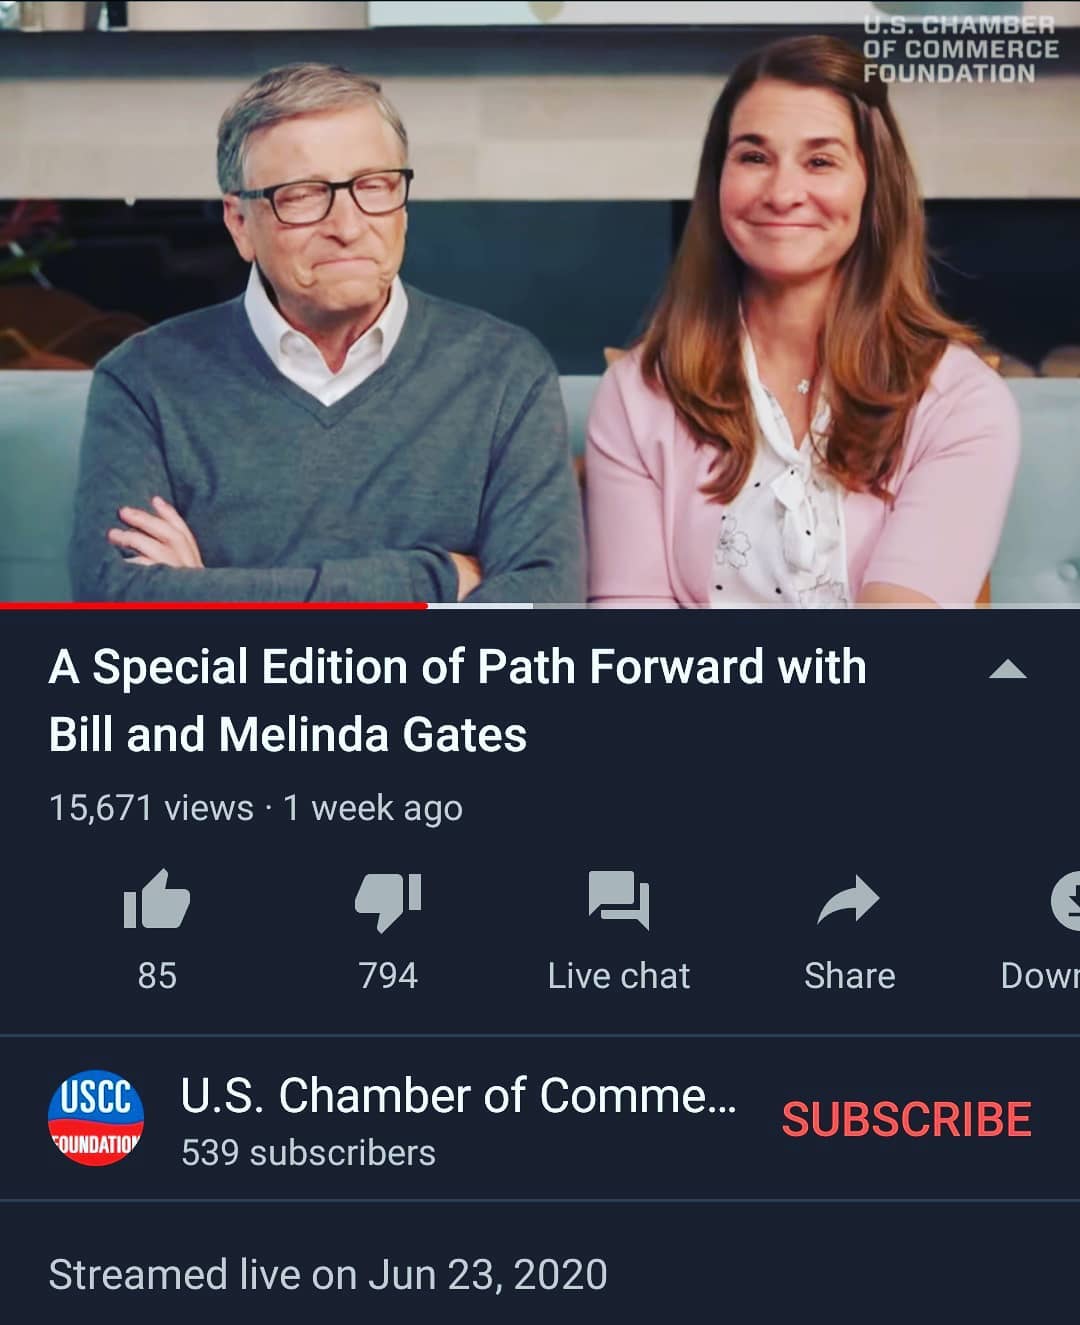 U.S. CHAMBER
OF COMMERCE
FOUNDATION
A Special Edition of Path Forward with
Bill and Melinda Gates
15,671 views · 1 week ago
85
794
Live chat
Share
Dowr
USCC
FOUNDATION
U.S. Chamber of Comme...
539 subscribers
SUBSCRIBE
Streamed live on Jun 23, 2020